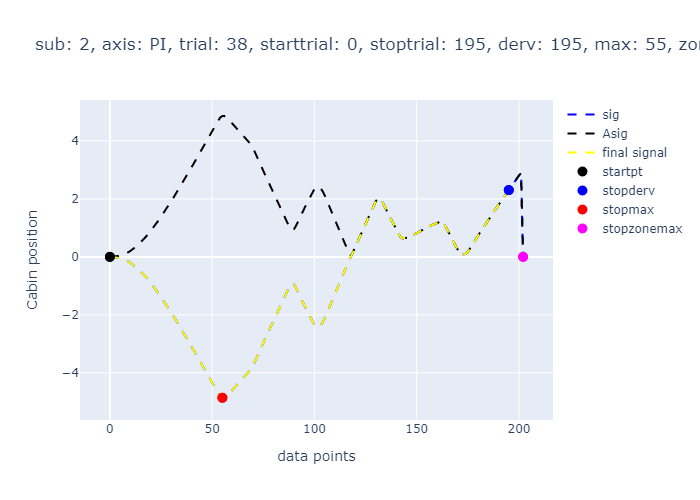 sub: 2, axis: PI, trial: 38, starttrial: 0, stoptrial: 195, derv: 195, max: 55,
sig
Asig
final signal
startpt
stopderv
stopmax
stopzonemax
Cabin position
4
2
0
−2
−4
0
50
100
150
200
data points